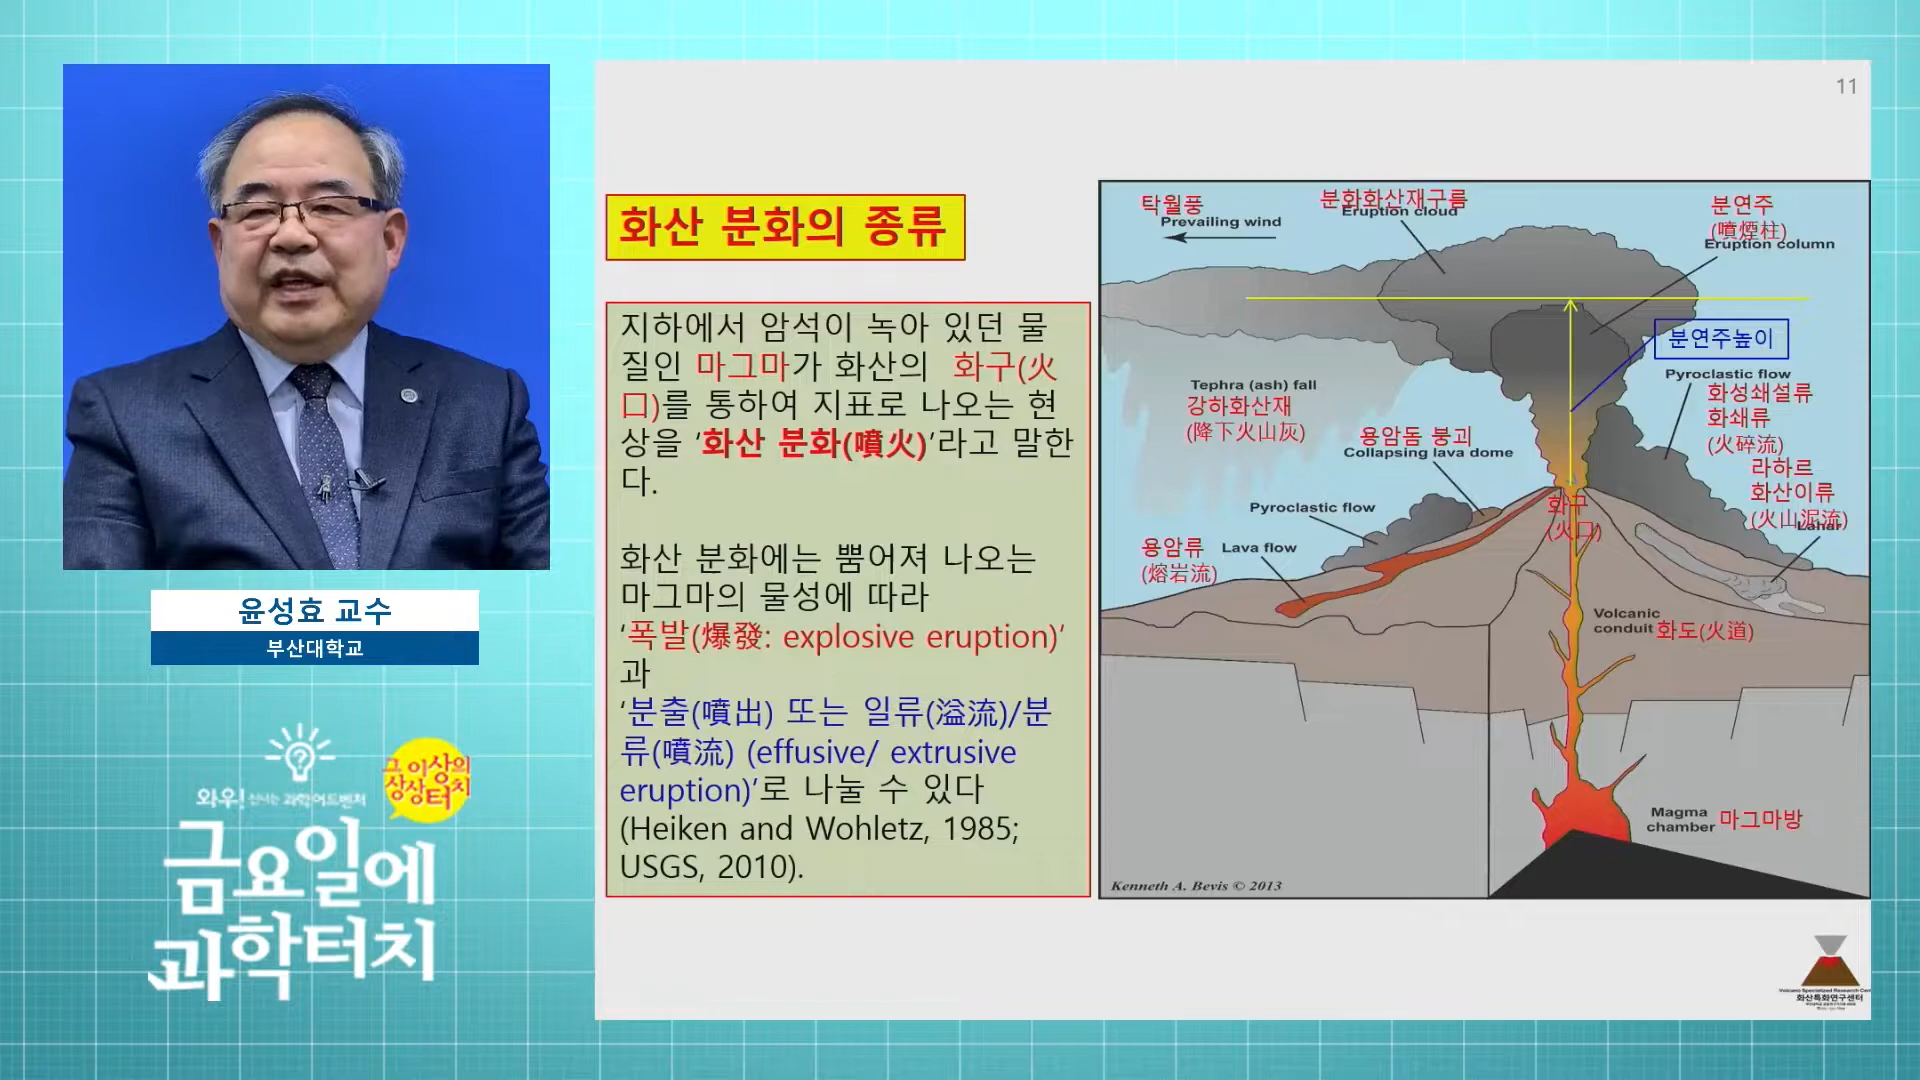 11
화산 분화의 종류
지하에서 암석이 녹아 있던 물
질인 마그마가 화산의 화구(火
口)를 통하여 지표로 나오는 현
상을 ‘화산 분화(噴火)’라고 말한
다.
화산 분화에는 뿜어져 나오는
마그마의 물성에 따라
‘폭발(爆發: explosive eruption)’
과
‘분출(噴出) 또는 일류(溢流)/분
류(噴流) (effusive/ extrusive
eruption)’로 나눌 수 있다
(Heiken and Wohletz, 1985;
USGS, 2010).
탁월풍
Prevailing wind
분화화산재구름
Eruption cloud
분연주
(噴煙柱)
Eruption column
분연주높이
Tephra (ash) fall
강하화산재
(降下火山灰)
용암돔 붕괴
Collapsing lava dome
Pyroclastic flow
화성쇄설류
화쇄류
(火碎流)
라하르
화산이류
(火山泥流)
Lahar
Pyroclastic flow
화구
(火口)
용암류
(熔岩流)
Lava flow
Volcanic
conduit 화도(火道)
Magma
chamber 마그마방
Kenneth A. Bevis © 2013
화산특화연구센터
윤성효 교수
부산대학교
와우! 신나는 과학어드벤처
그 이상의
상상터치
금요일에
과학터치